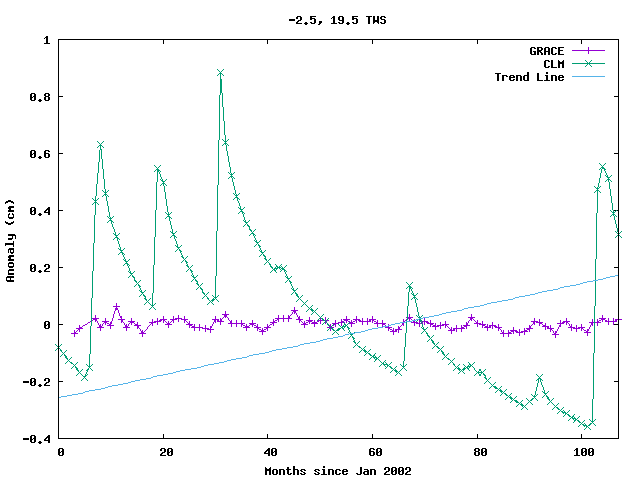 -2.5, 19.5 TWS
GRACE
CLM
Trend Line
1
0.8
0.6
0.4
0.2
0
-0.2
-0.4
Anomaly (cm)
0 20 40 60 80 100
Months since Jan 2002